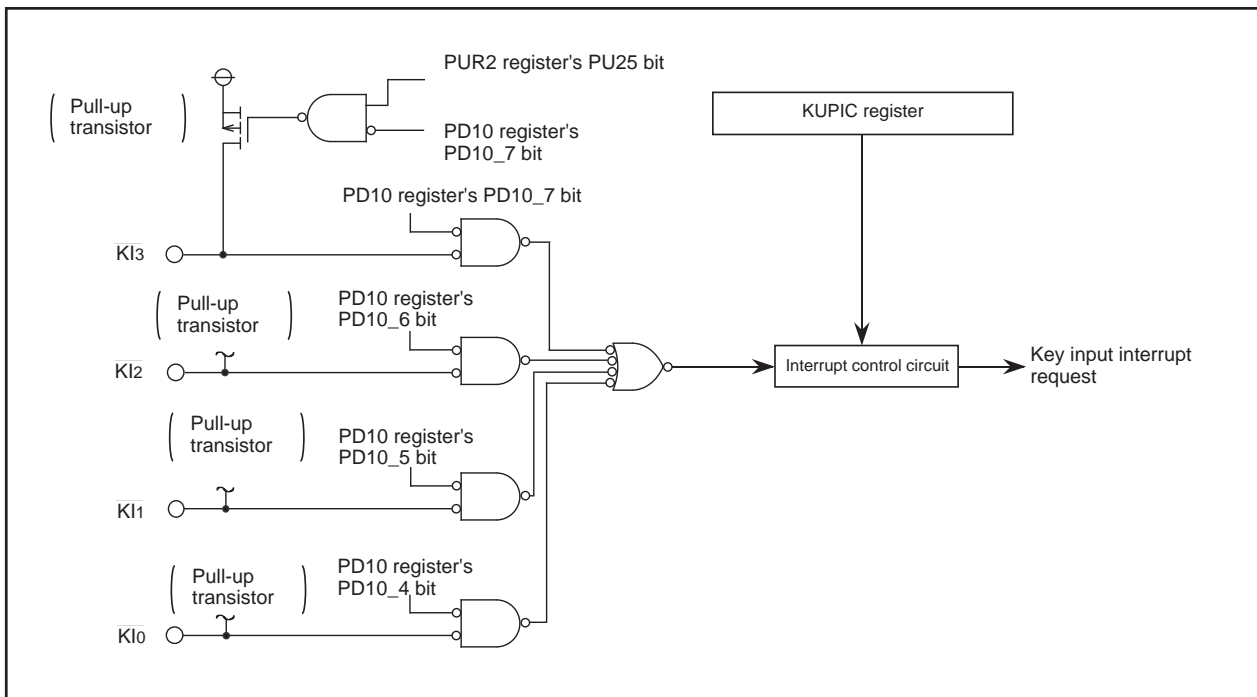 PUR2 register's PU25 bit
Pull-up
transistor
KUPIC register
PD10 register's
PD10_7 bit
PD10 register's PD10_7 bit
KI3
Pull-up
transistor
PD10 register's
PD10_6 bit
KI2
Interrupt control circuit
Key input interrupt
request
Pull-up
transistor
PD10 register's
PD10_5 bit
KI1
Pull-up
transistor
PD10 register's
PD10_4 bit
KI0